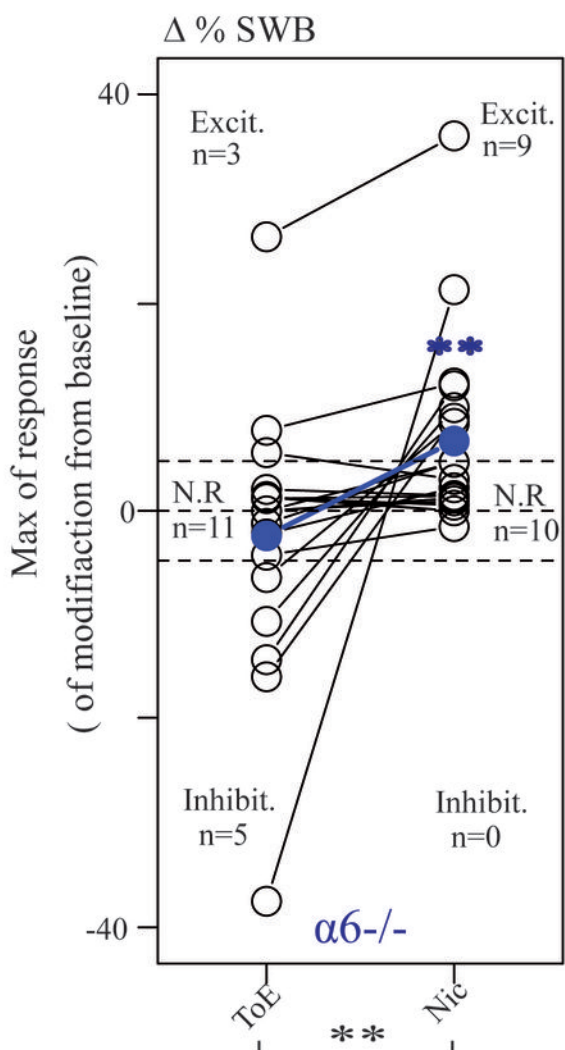 Δ % SWB
40
Excit.
n=3
Excit.
n=9
**
Max of response
( of modifiaction from baseline)
N.R
n=11
0
N.R
n=10
Inhibit.
n=5
Inhibit.
n=0
-40
α6-/-
ToE
Nic
**